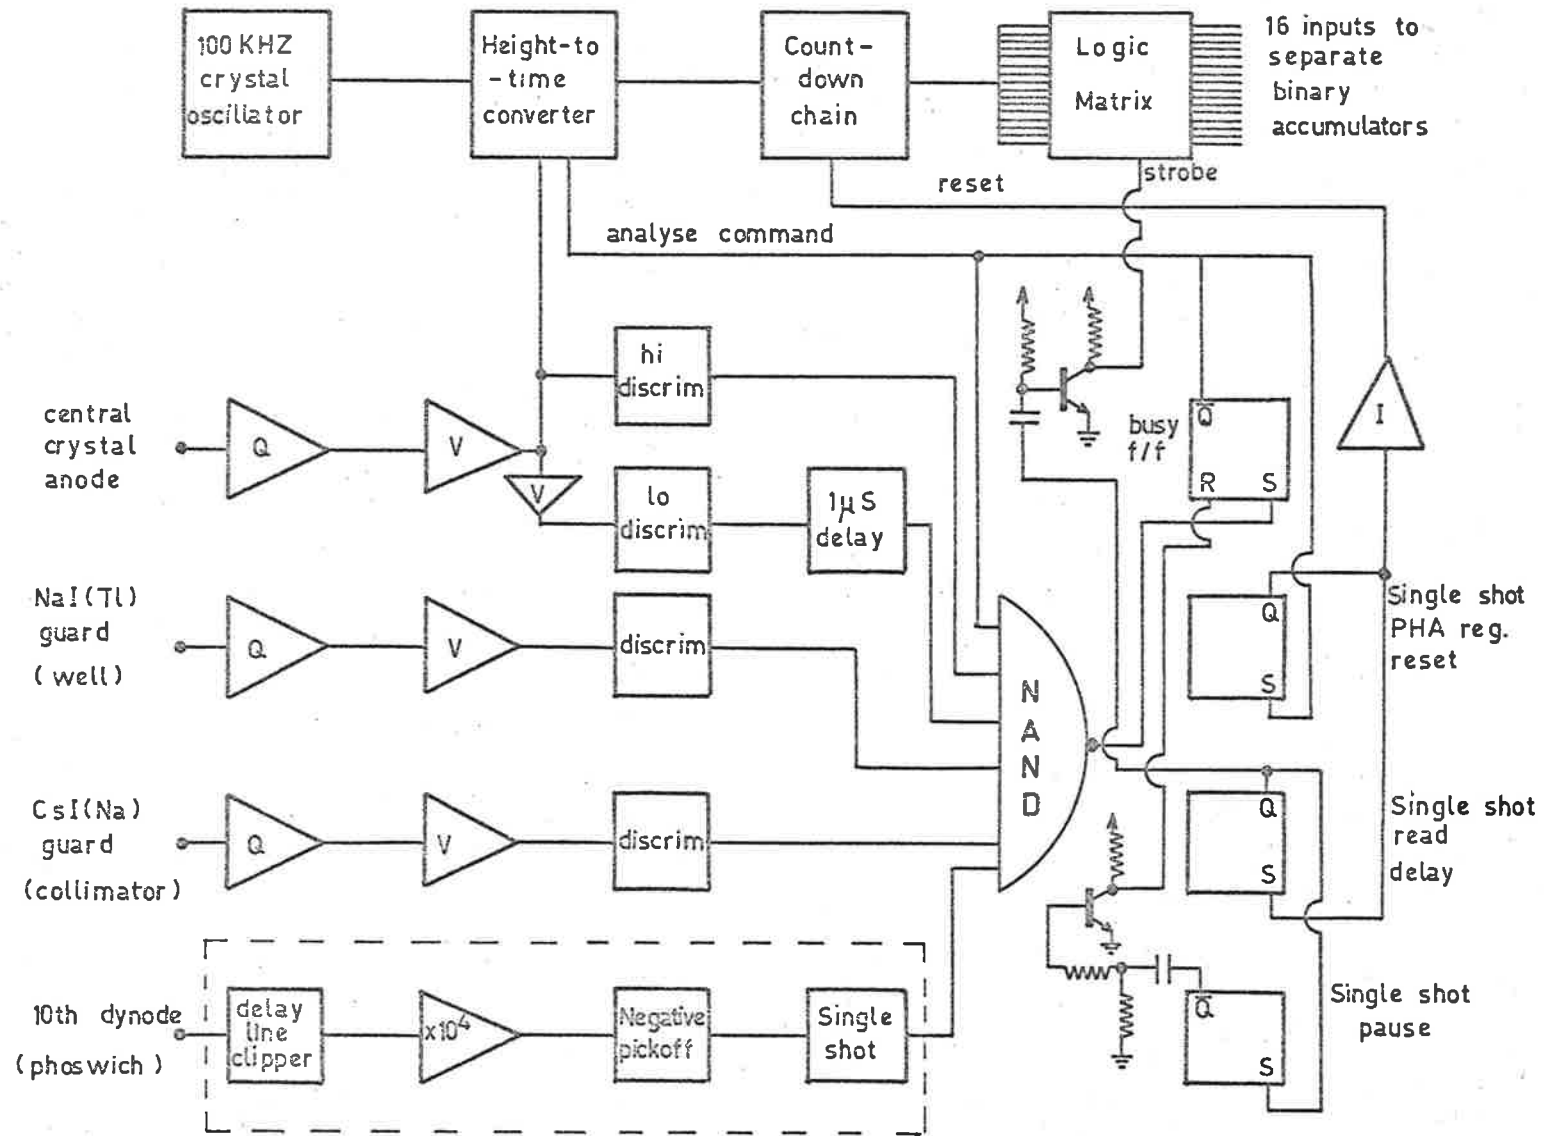 100 KHZ
crystal
oscillator
Height-to
-time
converter
Count-
down
chain
Logic
Matrix
16 inputs to
separate
binary
accumulators
strobe
reset
analyse command
hi
discrim
central
crystal
anode
Q
V
V
lo
discrim
1μS
delay
busy
f/f
Q̅
R S
I
NaI(Tl)
guard
(well)
Q
V
discrim
NAND
Q
S
Single shot
PHA reg.
reset
CsI(Na)
guard
(collimator)
Q
V
discrim
Q
S
Single shot
read
delay
10th dynode
(phoswich)
delay
line
clipper
x10⁴
Negative
pickoff
Single
shot
Q̅
S
Single shot
pause